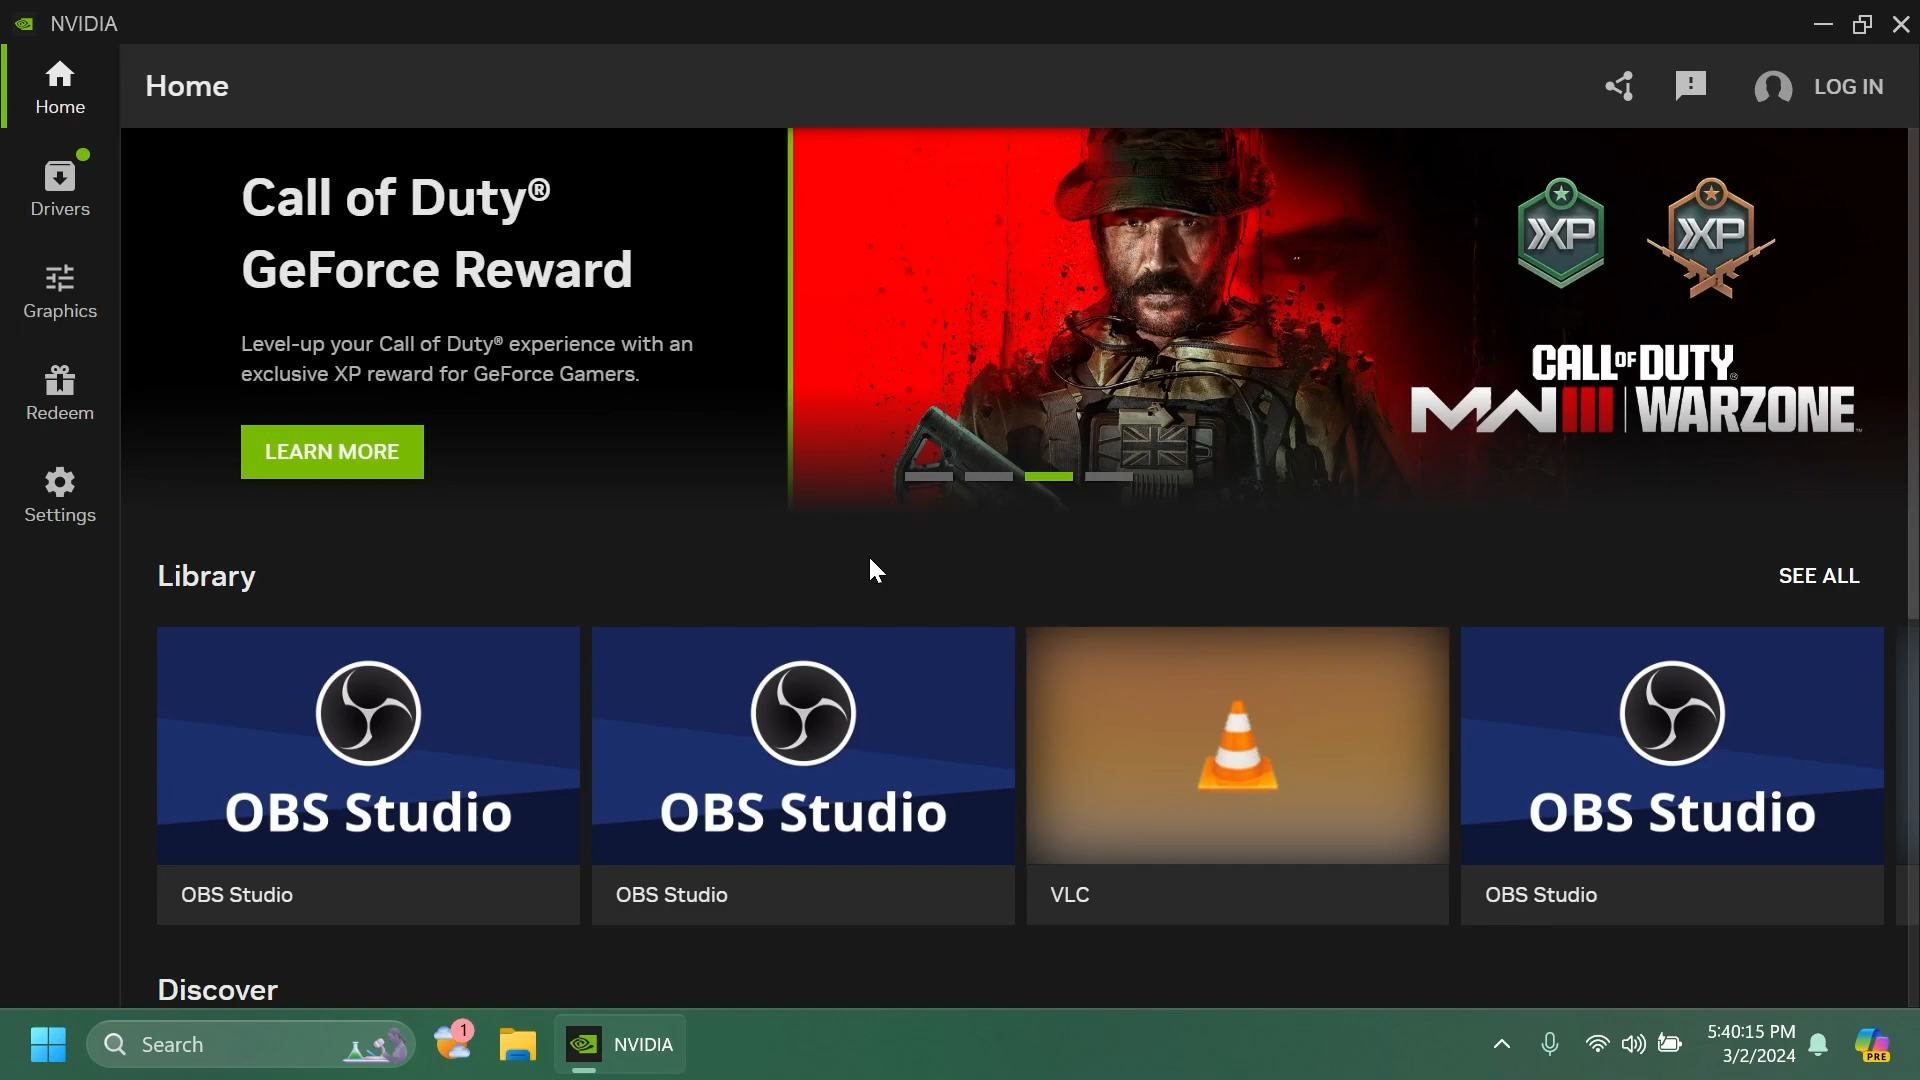 NVIDIA
Home
LOG IN
Home
Drivers
Graphics
Redeem
Settings
Call of Duty®
GeForce Reward
Level-up your Call of Duty® experience with an
exclusive XP reward for GeForce Gamers.
LEARN MORE
XP
XP
CALL OF DUTY
MWIII | WARZONE
Library
SEE ALL
OBS Studio
OBS Studio
OBS Studio
OBS Studio
OBS Studio
VLC
OBS Studio
Discover
Search
1
NVIDIA
5:40:15 PM
3/2/2024
PRE